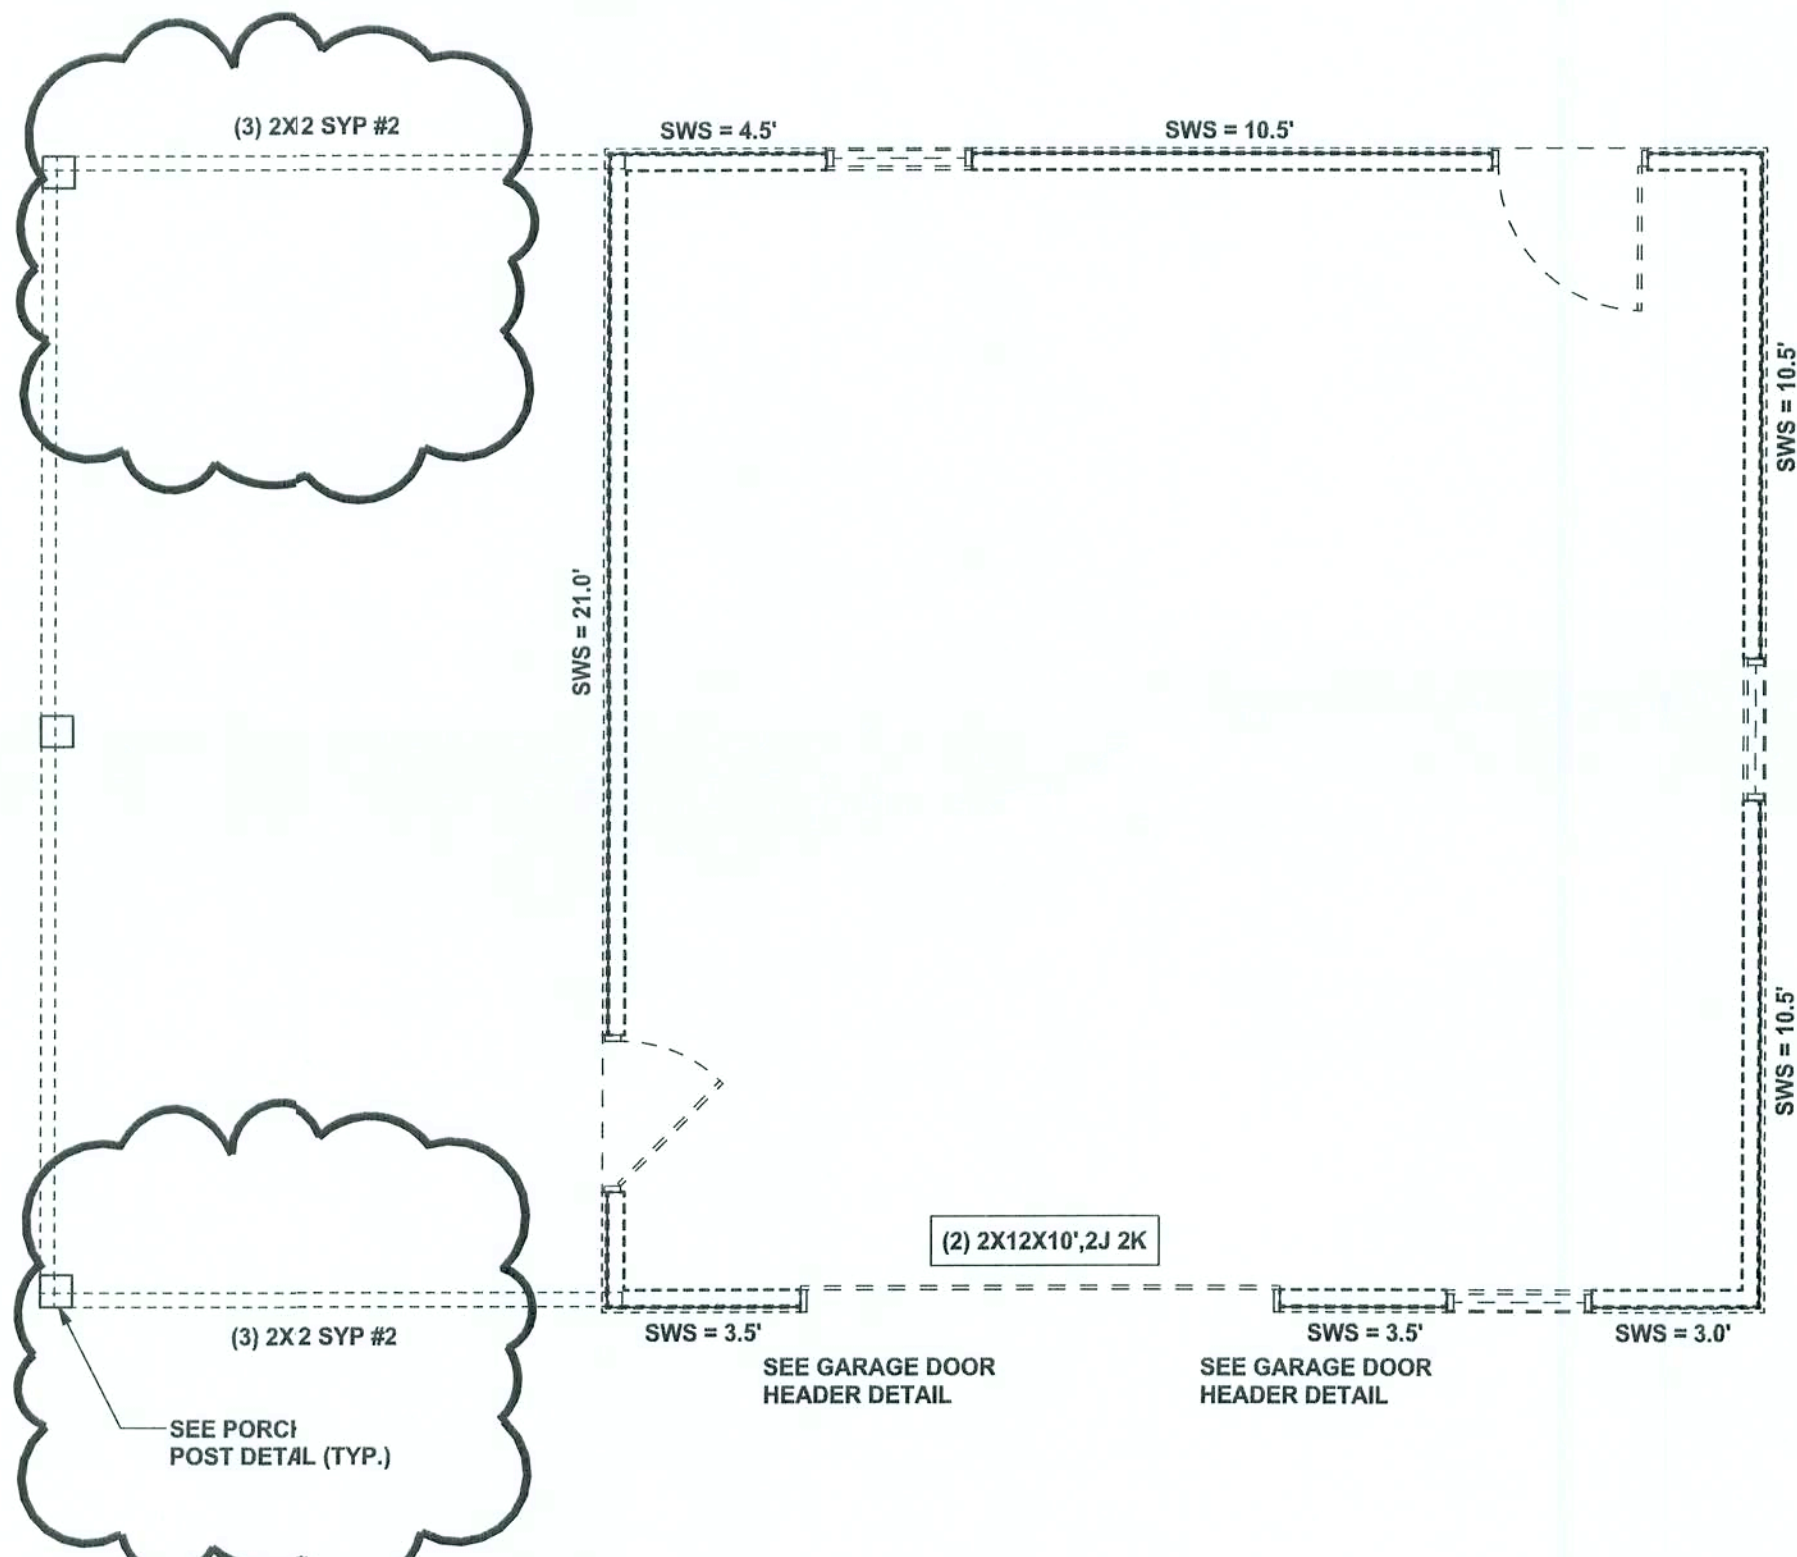 (3) 2X12 SYP #2
SWS = 4.5'
SWS = 10.5'
SWS = 10.5'
SWS = 21.0'
SWS = 10.5'
(2) 2X12X10',2J 2K
(3) 2X12 SYP #2
SWS = 3.5'
SWS = 3.5'
SWS = 3.0'
SEE GARAGE DOOR
HEADER DETAIL
SEE GARAGE DOOR
HEADER DETAIL
SEE PORCH
POST DETAIL (TYP.)